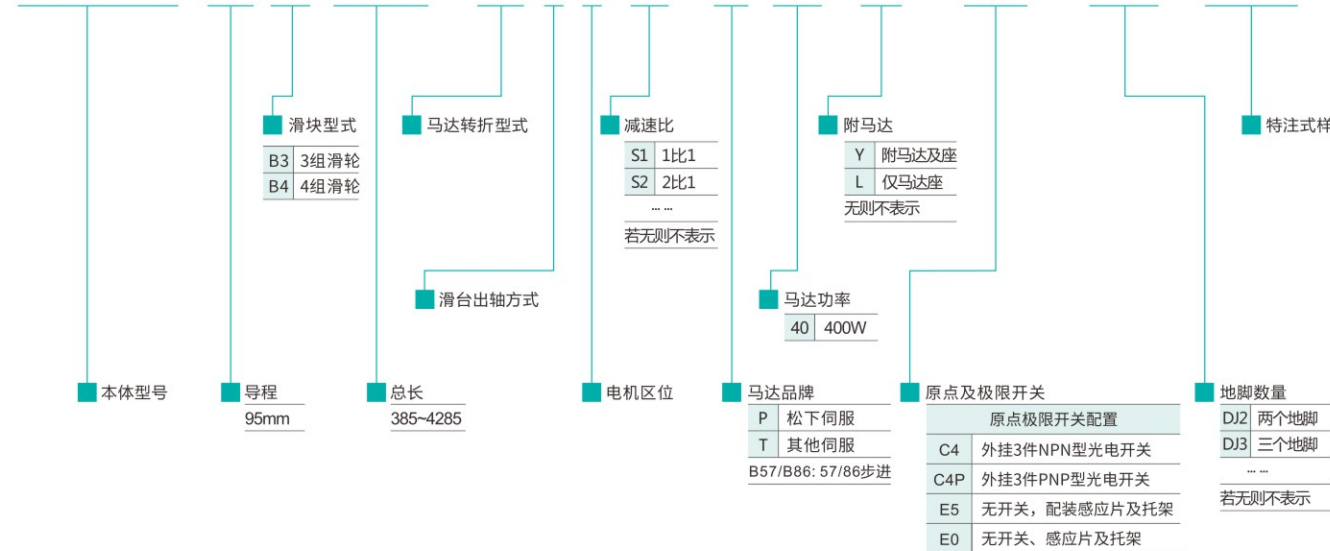 滑块型式
B3 3组滑轮
B4 4组滑轮
马达转折型式
减速比
S1 1比1
S2 2比1
... ...
若无则不表示
附马达
Y 附马达及座
L 仅马达座
无则不表示
特注式样
滑台出轴方式
马达功率
40 400W
本体型号
导程
95mm
总长
385~4285
电机区位
马达品牌
P 松下伺服
T 其他伺服
B57/B86: 57/86步进
原点及极限开关
原点极限开关配置
C4 外挂3件NPN型光电开关
C4P 外挂3件PNP型光电开关
E5 无开关，配装感应片及托架
E0 无开关、感应片及托架
地脚数量
DJ2 两个地脚
DJ3 三个地脚
... ...
若无则不表示